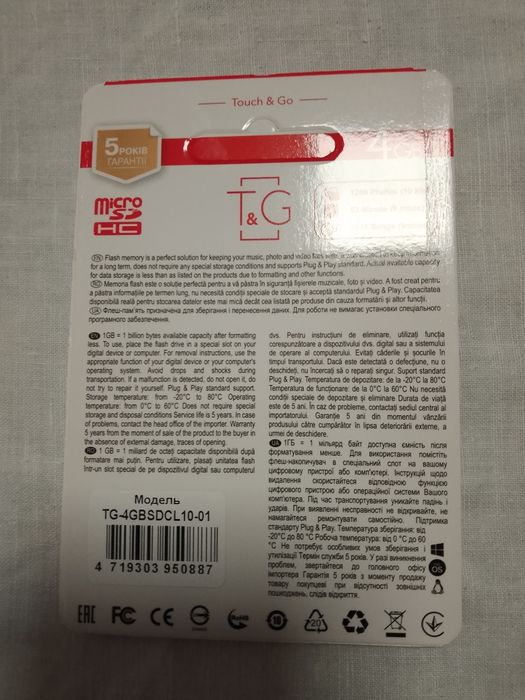 Touch & Go
5 РОКІВ
ГАРАНТІЇ
4
micro
SD
HC
T&G
EN Flash memory is a perfect solution for keeping your music, photo and video
for a long term, does not require any special storage conditions and supports Plug & Play standard. Actual available capacity
for data storage is less than as listed on the products due to formatting and other functions.
RO Memoria flash este o soluție perfectă pentru a vă păstra în siguranță fișierele muzicale, foto și video. A fost creat pentru
a păstra informațiile pe termen lung, nu necesită condiții speciale de stocare și acceptă standardul Plug & Play. Capacitatea
disponibilă reală pentru stocarea datelor este mai mică decât cea listată pe produs din cauza formatării și altor funcții.
UA Флеш-пам'ять призначена для зберігання і перенесення даних. Для роботи не вимагає установки спеціального
програмного забезпечення.
EN 1GB = 1 billion bytes available capacity after formatting
less. To use, place the flash drive in a special slot on your
digital device or computer. For removal instructions, use the
appropriate function of your digital device or your computer's
operating system. Avoid drops and shocks during
transportation. If a malfunction is detected, do not open it, do
not try to repair it yourself. Plug & Play standard support.
Storage temperature: from -20°C to 80°C Operating
temperature: from 0°C to 60°C Does not require special
storage and disposal conditions Service life is 5 years. In case
of problems, contact the head office of the importer. Warranty
5 years from the moment of sale of the product to the buyer in
the absence of external damage, traces of opening.
RO 1 GB = 1 miliard de octeți capacitate disponibilă după
formatare mai puțin. Pentru utilizare, plasați unitatea flash
într-un slot special de pe dispozitivul digital sau computerul
dvs. Pentru instrucțiuni de eliminare, utilizați funcția
corespunzătoare a dispozitivului dvs. digital sau a sistemului
de operare al computerului. Evitați căderile și șocurile în
timpul transportului. Dacă este detectată o defecțiune, nu o
deschideți, nu încercați să o reparați singur. Suport standard
Plug & Play. Temperatura de depozitare: de la -20°C la 80°C
Temperatura de funcționare: de la 0°C la 60°C Nu necesită
condiții speciale de depozitare și eliminare Durata de viață
este de 5 ani. În caz de probleme, contactați sediul central al
importatorului. Garanție 5 ani din momentul vânzării
produsului către cumpărător în lipsa deteriorărilor externe, a
urmei de deschidere.
UA 1ГБ = 1 мільярд байт доступна ємність після
форматування менше. Для використання помістіть
флеш-накопичувач в спеціальний слот на вашому
цифровому пристрої або комп'ютері. Інструкцій щодо
видалення скористайтеся відповідною функцією
цифрового пристрою або операційної системи Вашого
комп'ютера. Під час транспортування уникайте падінь і
ударів. При виявленні несправності не відкривайте, не
намагайтеся ремонтувати самостійно. Підтримка
стандарту Plug & Play. Температура зберігання: від
-20°C до 80 °C Робоча температура: від 0 °C до 60
°C Не потребує особливих умов зберігання і
утилізації Термін служби 5 років. У разі виникнення
проблем, звертайтеся до головного офісу
імпортера Гарантія 5 років з моменту продажу
товару покупцеві при відсутності зовнішніх
пошкоджень, слідів відкриття.
Модель
TG-4GBSDCL10-01
4 719303 950887
OS
EAC FC CE RoHS 10 20